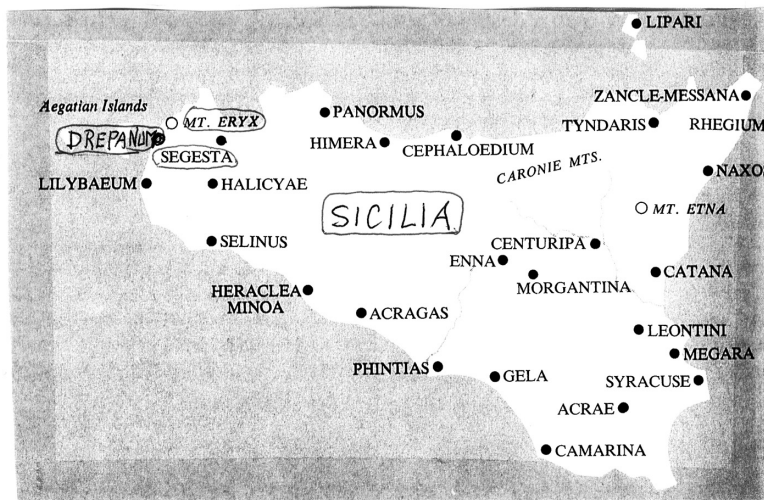 LIPARI
ZANCLE-MESSANA
Aegatian Islands
MT. ERYX
PANORMUS
TYNDARIS
RHEGIUM
DREPANUM
HIMERA
CEPHALOEDIUM
SEGESTA
CARONIE MTS.
NAXOS
LILYBAEUM
HALICYAE
SICILIA
MT. ETNA
SELINUS
CENTURIPA
ENNA
CATANA
MORGANTINA
HERACLEA
MINOA
ACRAGAS
LEONTINI
MEGARA
PHINTIAS
GELA
SYRACUSE
ACRAE
CAMARINA